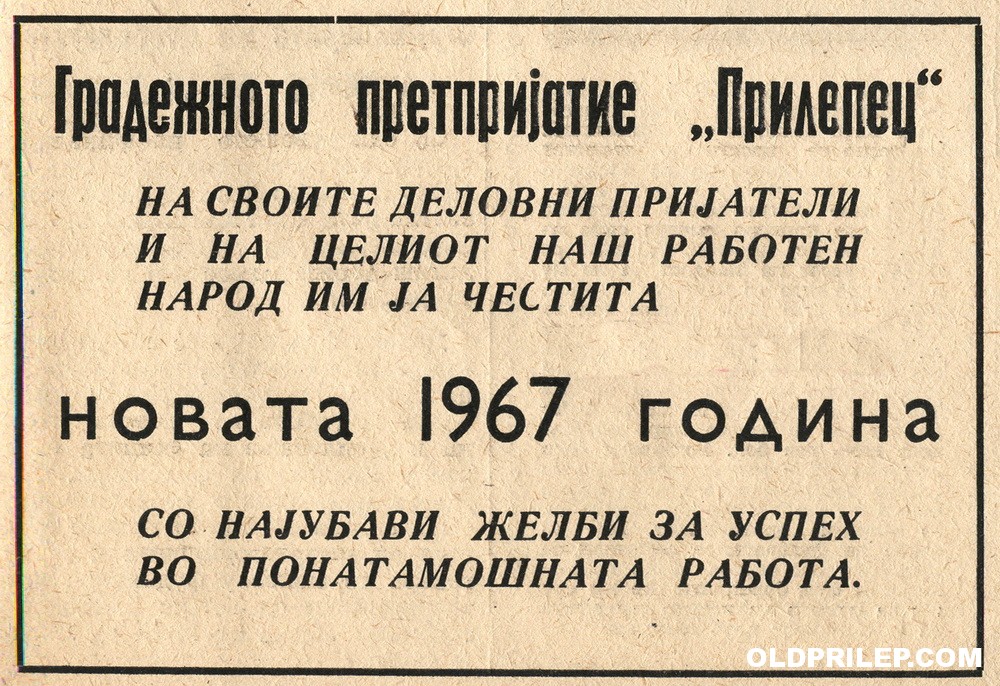 Градежното претпријатие „Прилепец“
НА СВОИТЕ ДЕЛОВНИ ПРИЈАТЕЛИ
И НА ЦЕЛИОТ НАШ РАБОТЕН
НАРОД ИМ ЈА ЧЕСТИТА
новата 1967 година
СО НАЈУБАВИ ЖЕЛБИ ЗА УСПЕХ
ВО ПОНАТАМОШНАТА РАБОТА.
OLDPRILEP.COM